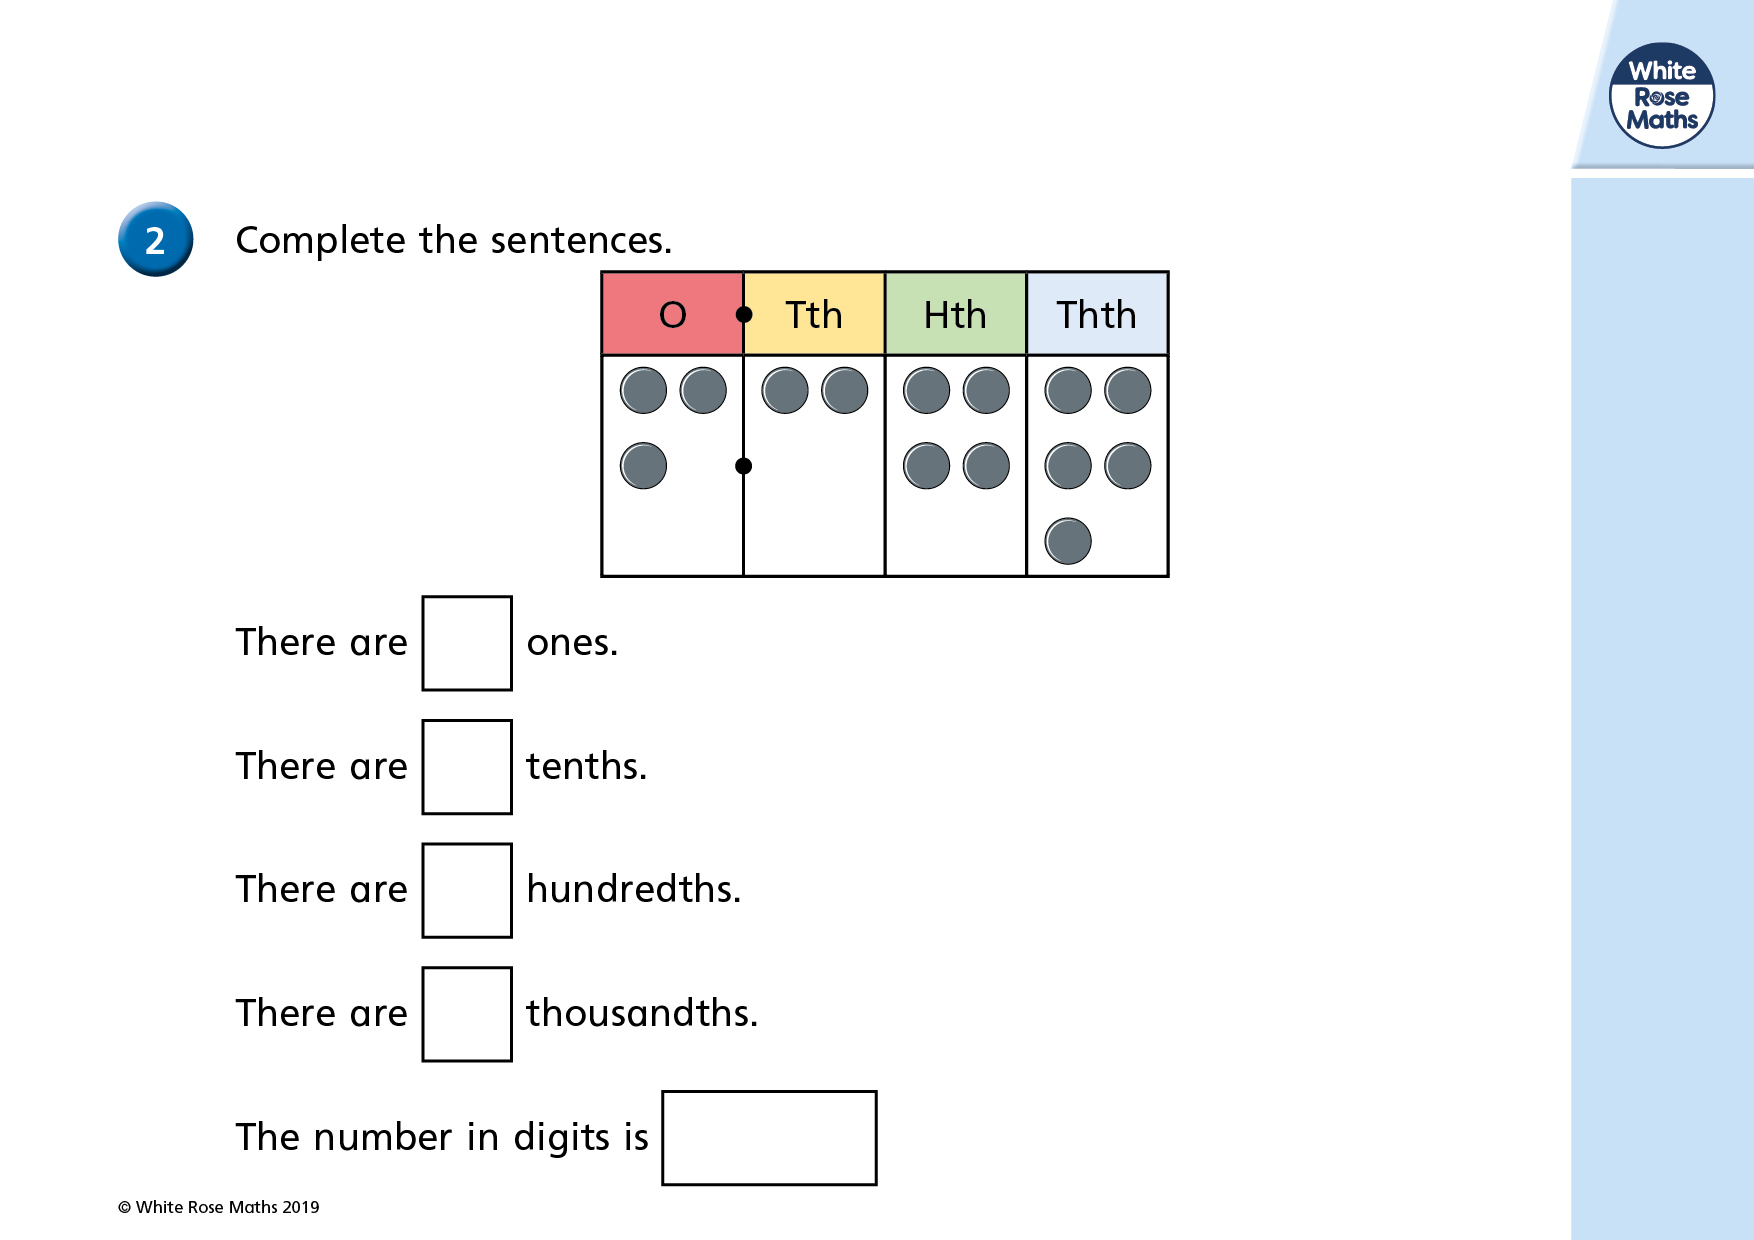 White
Rose
Maths
2 Complete the sentences.
O Tth Hth Thth
There are ones.
There are tenths.
There are hundredths.
There are thousandths.
The number in digits is
© White Rose Maths 2019